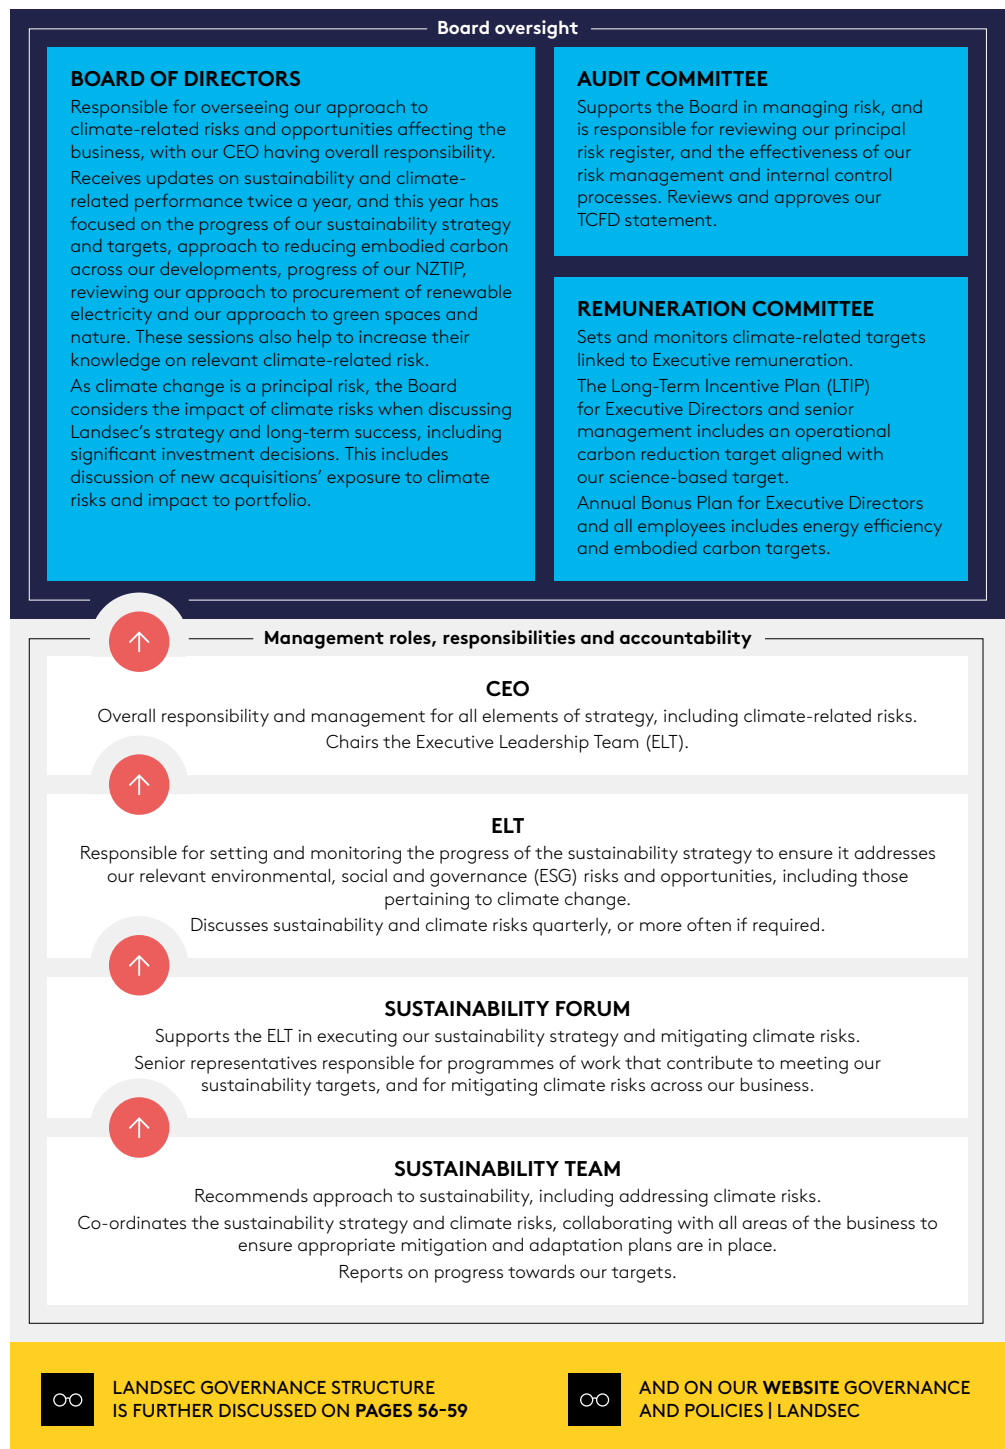 Board oversight
BOARD OF DIRECTORS
Responsible for overseeing our approach to
climate-related risks and opportunities affecting the
business, with our CEO having overall responsibility.
Receives updates on sustainability and climate-
related performance twice a year, and this year has
focused on the progress of our sustainability strategy
and targets, approach to reducing embodied carbon
across our developments, progress of our NZTIP,
reviewing our approach to procurement of renewable
electricity and our approach to green spaces and
nature. These sessions also help to increase their
knowledge on relevant climate-related risk.
As climate change is a principal risk, the Board
considers the impact of climate risks when discussing
Landsec's strategy and long-term success, including
significant investment decisions. This includes
discussion of new acquisitions' exposure to climate
risks and impact to portfolio.
AUDIT COMMITTEE
Supports the Board in managing risk, and
is responsible for reviewing our principal
risk register, and the effectiveness of our
risk management and internal control
processes. Reviews and approves our
TCFD statement.
REMUNERATION COMMITTEE
Sets and monitors climate-related targets
linked to Executive remuneration.
The Long-Term Incentive Plan (LTIP)
for Executive Directors and senior
management includes an operational
carbon reduction target aligned with
our science-based target.
Annual Bonus Plan for Executive Directors
and all employees includes energy efficiency
and embodied carbon targets.
Management roles, responsibilities and accountability
CEO
Overall responsibility and management for all elements of strategy, including climate-related risks.
Chairs the Executive Leadership Team (ELT).
ELT
Responsible for setting and monitoring the progress of the sustainability strategy to ensure it addresses
our relevant environmental, social and governance (ESG) risks and opportunities, including those
pertaining to climate change.
Discusses sustainability and climate risks quarterly, or more often if required.
SUSTAINABILITY FORUM
Supports the ELT in executing our sustainability strategy and mitigating climate risks.
Senior representatives responsible for programmes of work that contribute to meeting our
sustainability targets, and for mitigating climate risks across our business.
SUSTAINABILITY TEAM
Recommends approach to sustainability, including addressing climate risks.
Co-ordinates the sustainability strategy and climate risks, collaborating with all areas of the business to
ensure appropriate mitigation and adaptation plans are in place.
Reports on progress towards our targets.
LANDSEC GOVERNANCE STRUCTURE
IS FURTHER DISCUSSED ON PAGES 56-59
AND ON OUR WEBSITE GOVERNANCE
AND POLICIES | LANDSEC